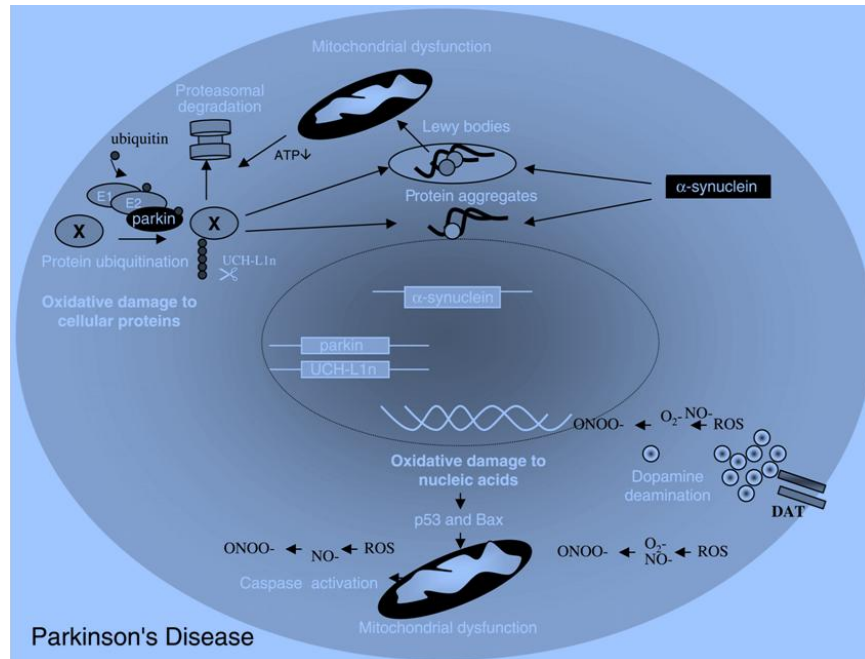 Mitochondrial dysfunction
Proteasomal
degradation
Lewy bodies
ubiquitin
ATP↓
E1
E2
parkin
Protein aggregates
α-synuclein
X
X
Protein ubiquitination
UCH-L1n
Oxidative damage to
cellular proteins
α-synuclein
parkin
UCH-L1n
ONOO-
O2-
NO-
ROS
Oxidative damage to
nucleic acids
Dopamine
deamination
DAT
p53 and Bax
ONOO-
NO-
ROS
ONOO-
O2-
NO-
ROS
Caspase activation
Mitochondrial dysfunction
Parkinson's Disease